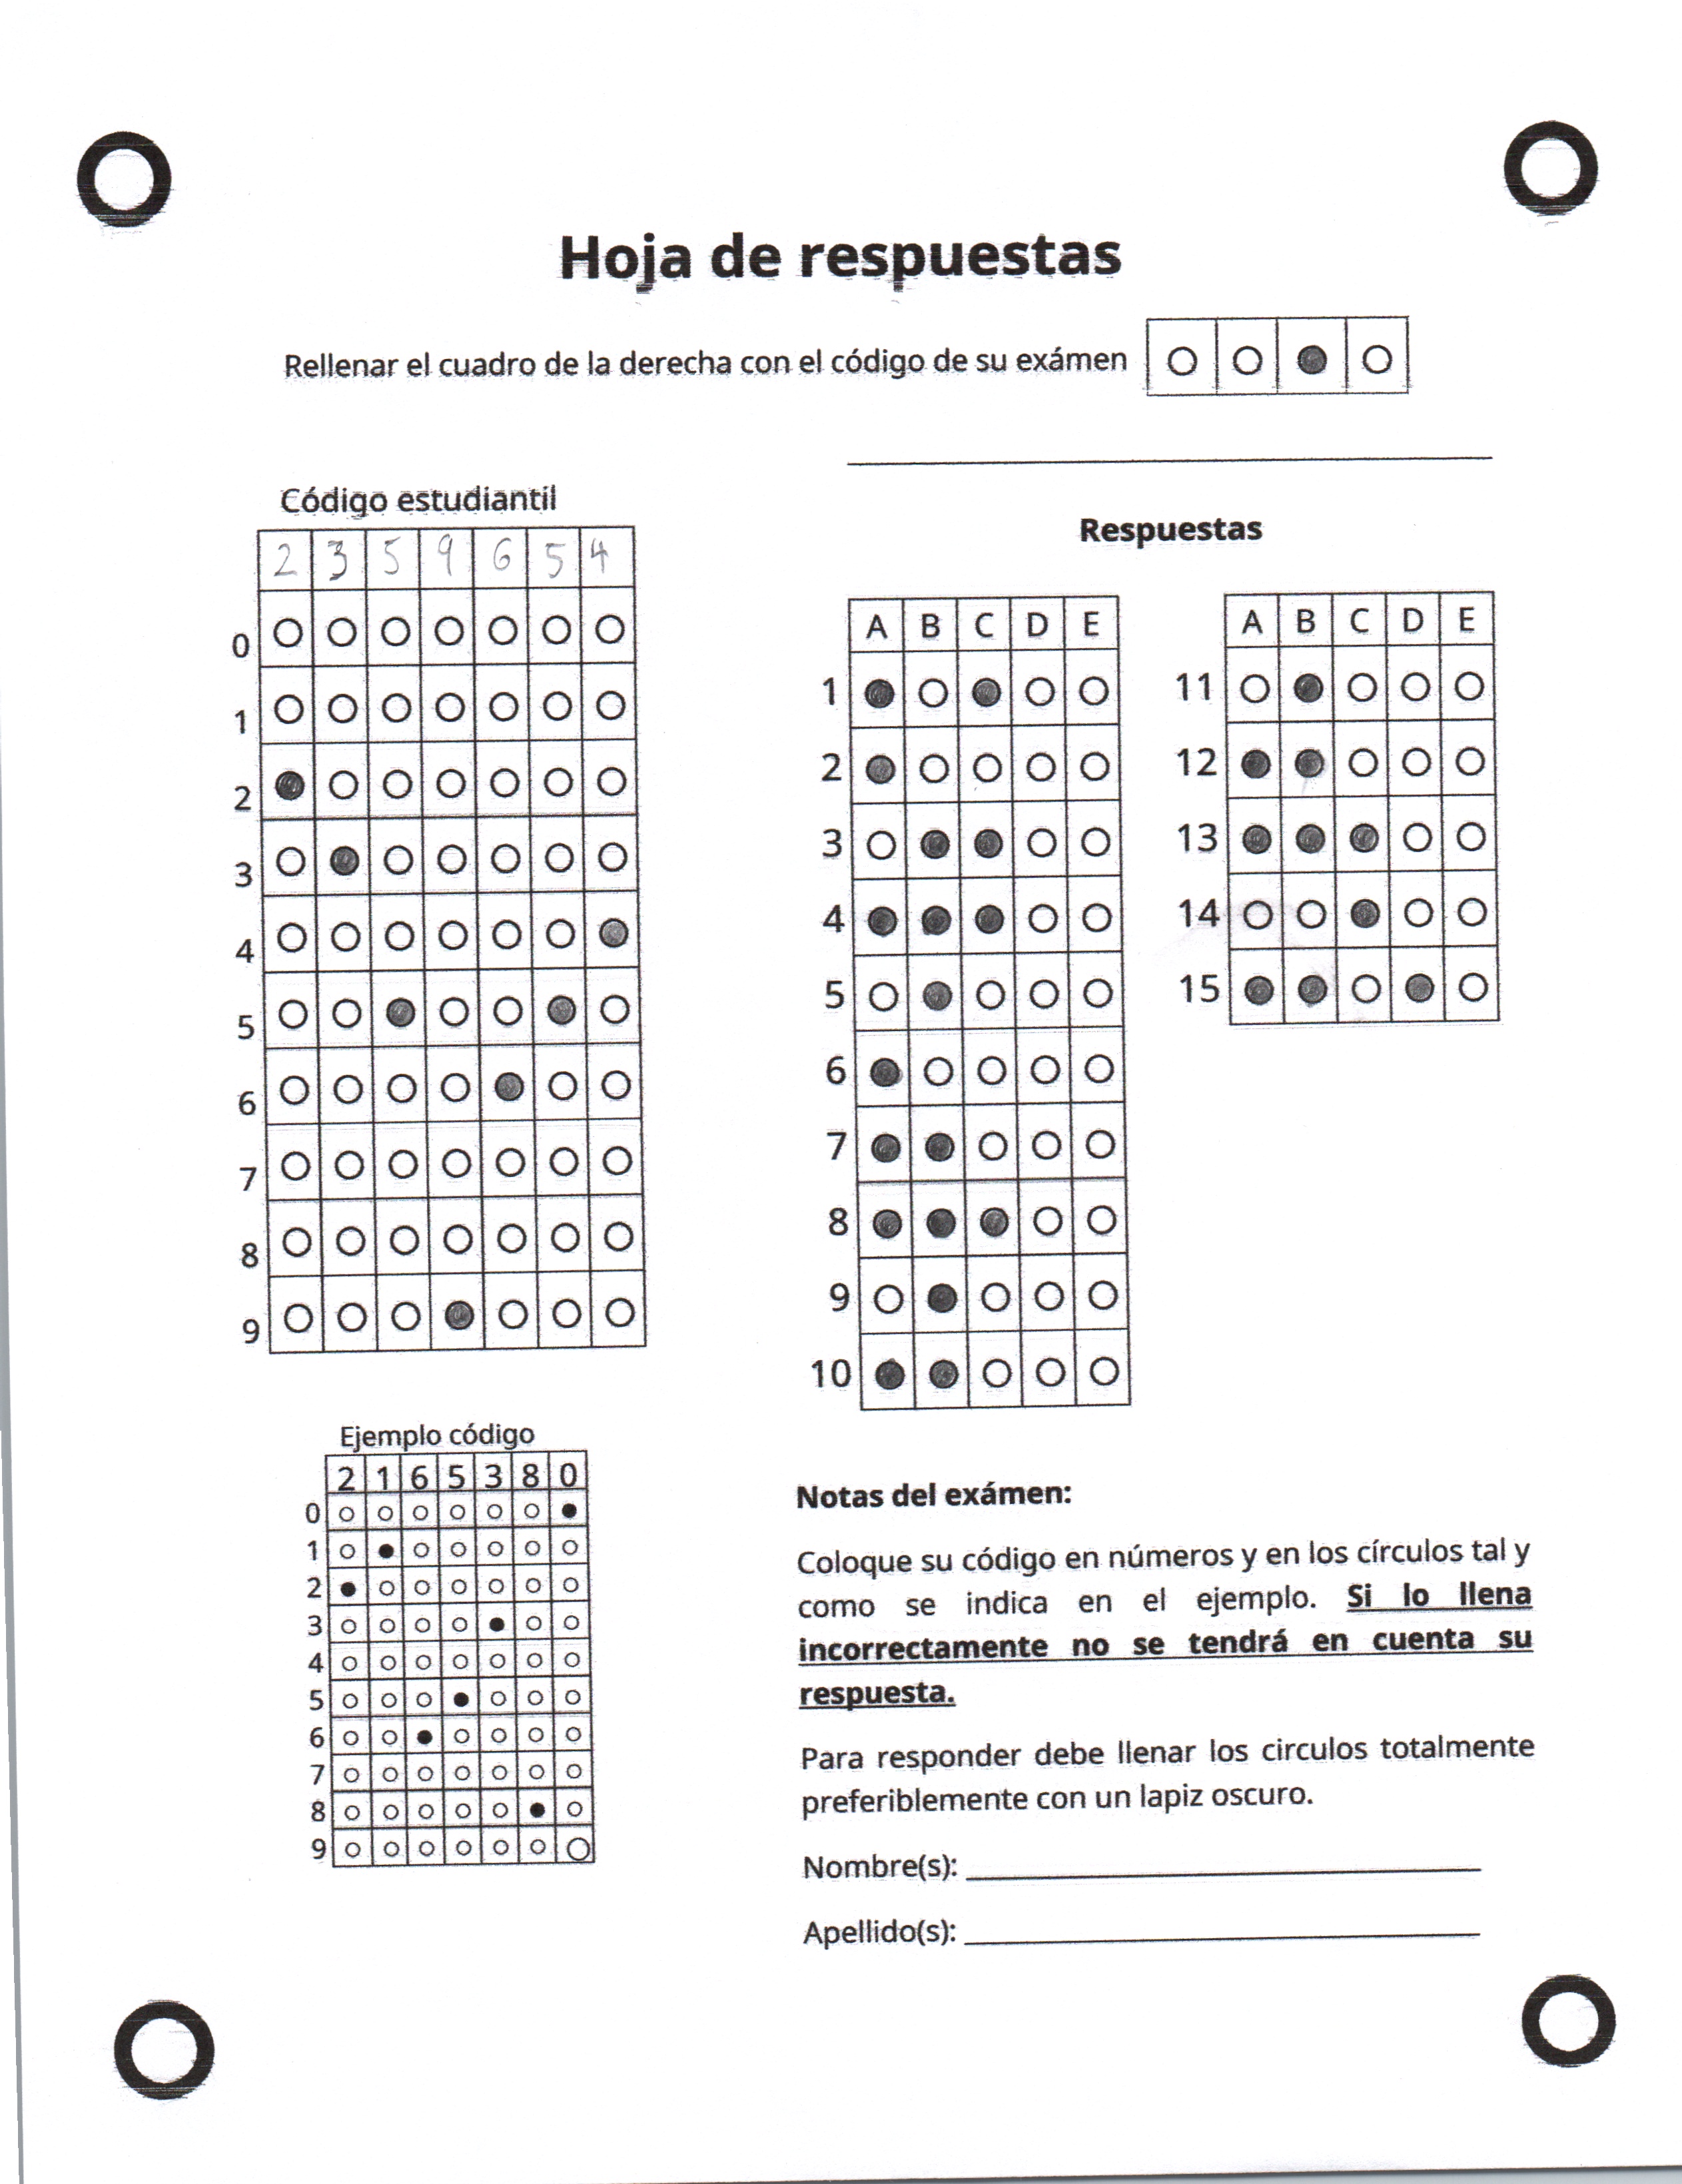 Hoja de respuestas
Rellenar el cuadro de la derecha con el código de su exámen
Código estudiantil
2 3 5 9 6 5 4
0
1
2
3
4
5
6
7
8
9
Respuestas
A B C D E
1
2
3
4
5
6
7
8
9
10
A B C D E
11
12
13
14
15
Ejemplo código
2 1 6 5 3 8 0
0
1
2
3
4
5
6
7
8
9
Notas del exámen:
Coloque su código en números y en los círculos tal y
como se indica en el ejemplo. Si lo llena
incorrectamente no se tendrá en cuenta su
respuesta.
Para responder debe llenar los circulos totalmente
preferiblemente con un lapiz oscuro.
Nombre(s):
Apellido(s):